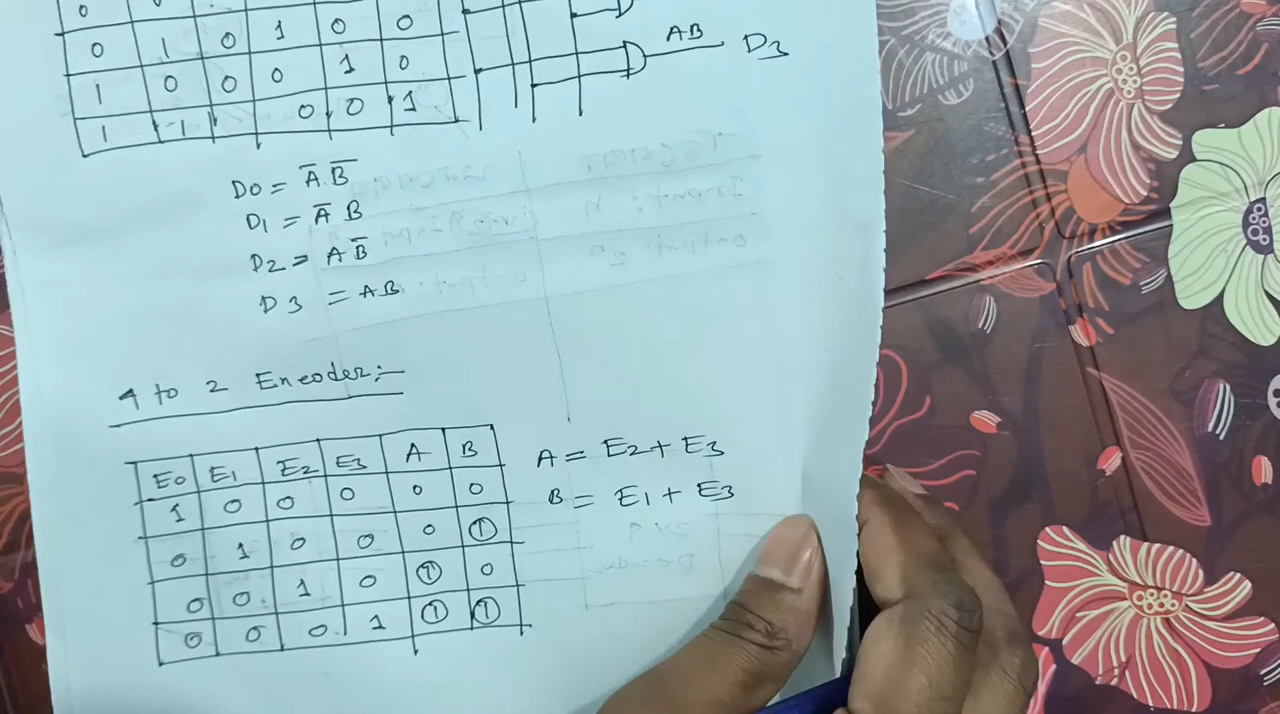 0 1 0 1 0 0
1 0 0 0 1 0
1 1 0 0 1
AB D3
D0 = A̅.B̅
D1 = A̅ B
D2 = A B̅
D3 = AB
4 to 2 Encoder:-
E0 E1 E2 E3 A B
1 0 0 0 0 0
0 1 0 0 0 1
0 0 1 0 1 0
0 0 0 1 1 1
A = E2 + E3
B = E1 + E3